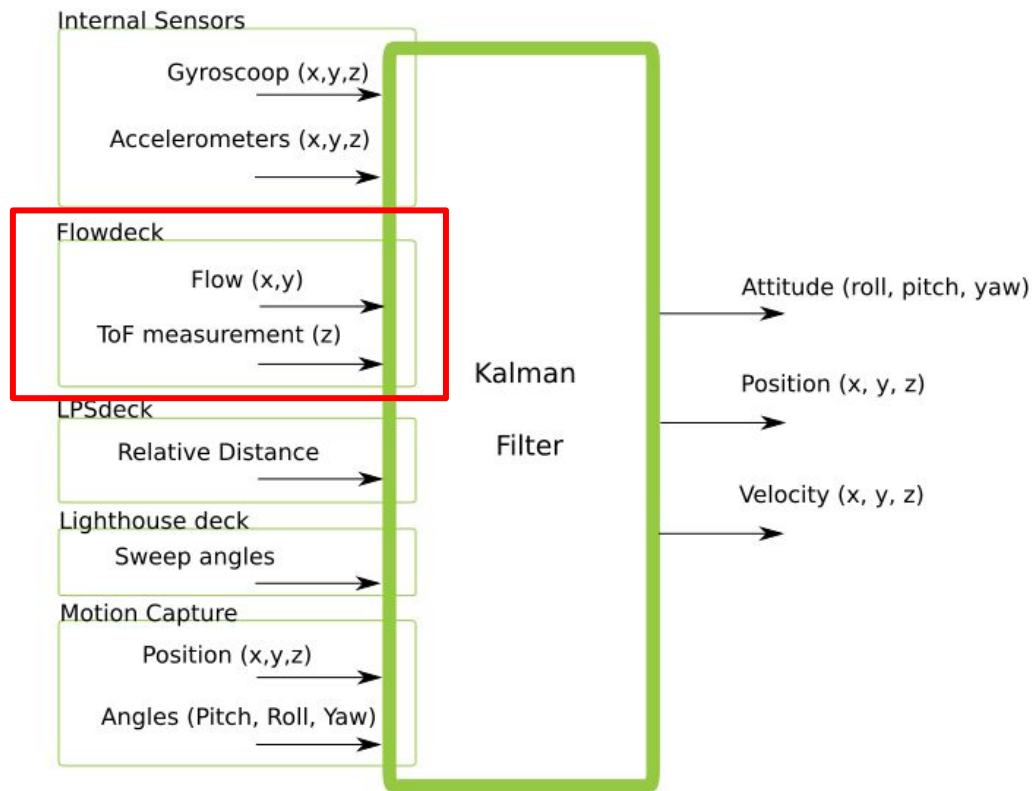 Internal Sensors
Gyroscoop (x,y,z)
Accelerometers (x,y,z)
Flowdeck
Flow (x,y)
ToF measurement (z)
LPSdeck
Relative Distance
Lighthouse deck
Sweep angles
Motion Capture
Position (x,y,z)
Angles (Pitch, Roll, Yaw)
Kalman
Filter
Attitude (roll, pitch, yaw)
Position (x, y, z)
Velocity (x, y, z)